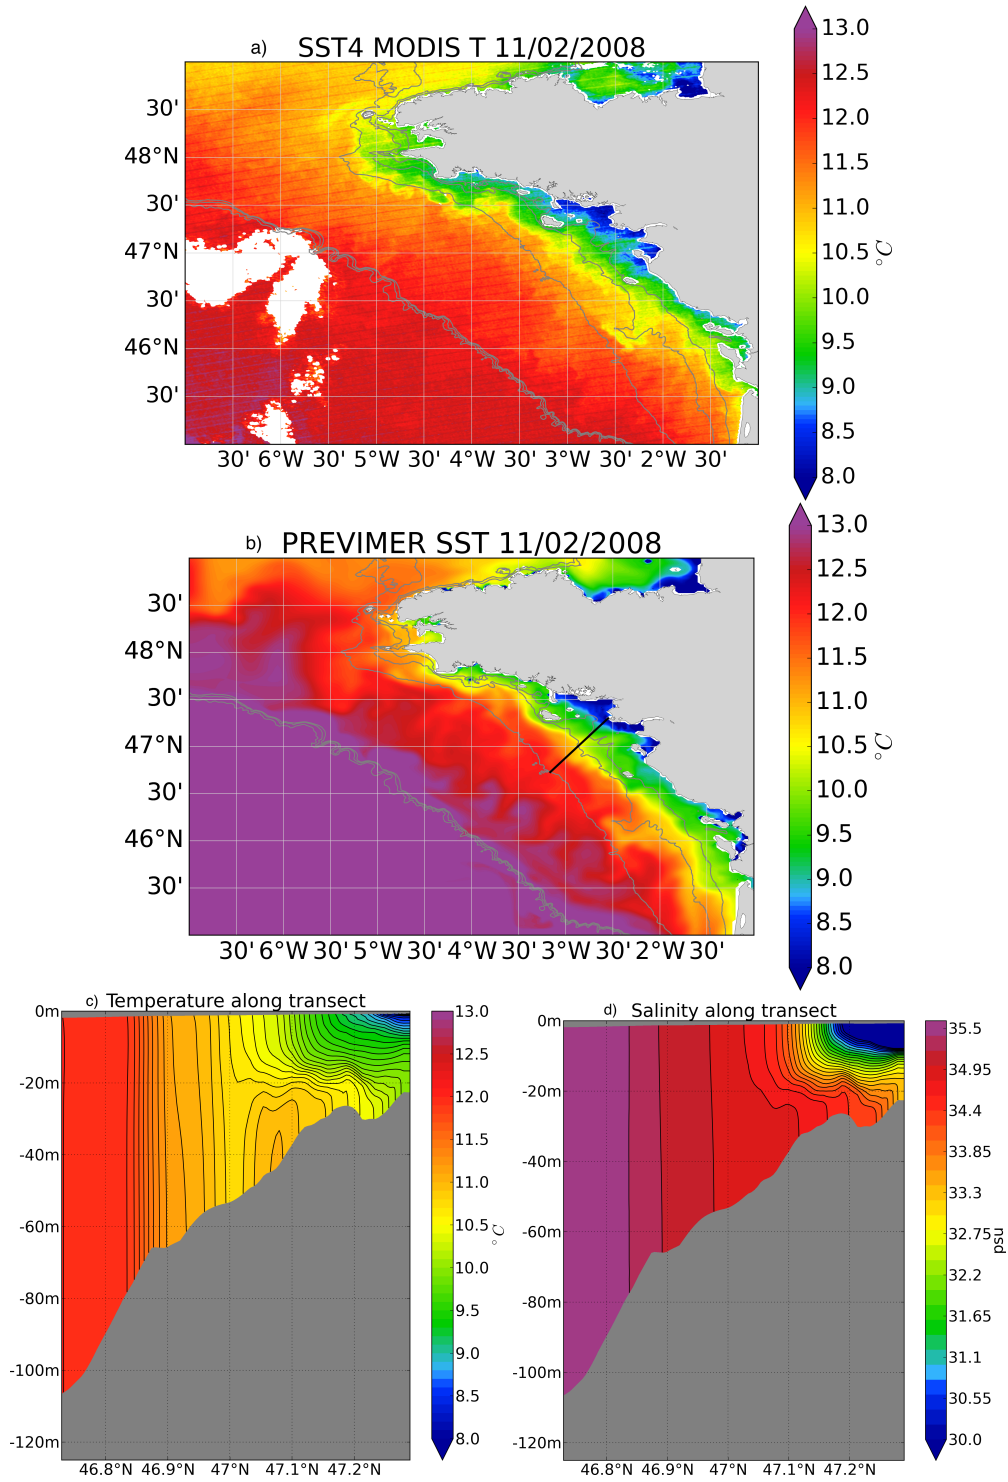 a) SST4 MODIS T 11/02/2008
13.0
12.5
12.0
11.5
11.0
10.5
10.0
9.5
9.0
8.5
8.0
°C
30'
48°N
30'
47°N
30'
46°N
30'
30' 6°W 30' 5°W 30' 4°W 30' 3°W 30' 2°W 30'
b) PREVIMER SST 11/02/2008
13.0
12.5
12.0
11.5
11.0
10.5
10.0
9.5
9.0
8.5
8.0
°C
30'
48°N
30'
47°N
30'
46°N
30'
30' 6°W 30' 5°W 30' 4°W 30' 3°W 30' 2°W 30'
c) Temperature along transect
0m
-20m
-40m
-60m
-80m
-100m
-120m
46.8°N 46.9°N 47°N 47.1°N 47.2°N
13.0
12.5
12.0
11.5
11.0
10.5
10.0
9.5
9.0
8.5
8.0
°C
d) Salinity along transect
0m
-20m
-40m
-60m
-80m
-100m
-120m
46.8°N 46.9°N 47°N 47.1°N 47.2°N
35.5
34.95
34.4
33.85
33.3
32.75
32.2
31.65
31.1
30.55
30.0
psu